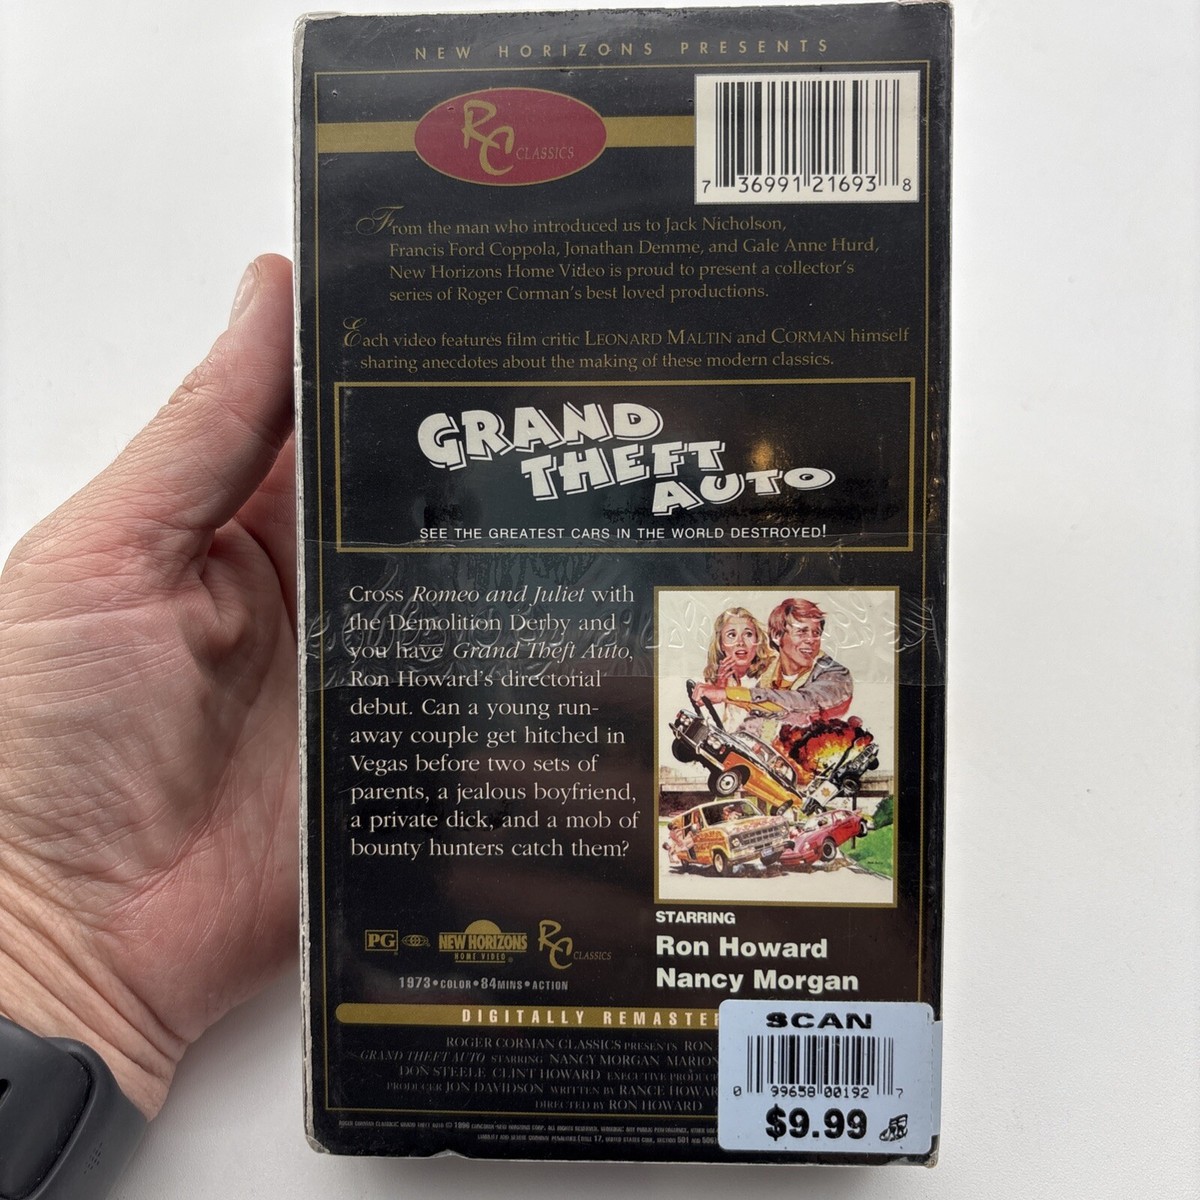 NEW HORIZONS PRESENTS
RC CLASSICS
7 36991 21693 8
From the man who introduced us to Jack Nicholson,
Francis Ford Coppola, Jonathan Demme, and Gale Anne Hurd,
New Horizons Home Video is proud to present a collector's
series of Roger Corman's best loved productions.
Each video features film critic LEONARD MALTIN and CORMAN himself
sharing anecdotes about the making of these modern classics.
GRAND
THEFT
AUTO
SEE THE GREATEST CARS IN THE WORLD DESTROYED!
Cross Romeo and Juliet with
the Demolition Derby and
you have Grand Theft Auto,
Ron Howard's directorial
debut. Can a young run-
away couple get hitched in
Vegas before two sets of
parents, a jealous boyfriend,
a private dick, and a mob of
bounty hunters catch them?
STARRING
Ron Howard
Nancy Morgan
PG
NEW HORIZONS
HOME VIDEO
RC CLASSICS
1973 • COLOR • 84MINS • ACTION
DIGITALLY REMASTE
ROGER CORMAN CLASSICS PRESENTS RON
GRAND THEFT AUTO STARRING NANCY MORGAN MARION
DON STEELE CLINT HOWARD EXECUTIVE PRODUC
PRODUCER JON DAVIDSON WRITTEN BY RANCE HOWAR
DIRECTED BY RON HOWARD
SCAN
0 99658 00192 7
$9.99